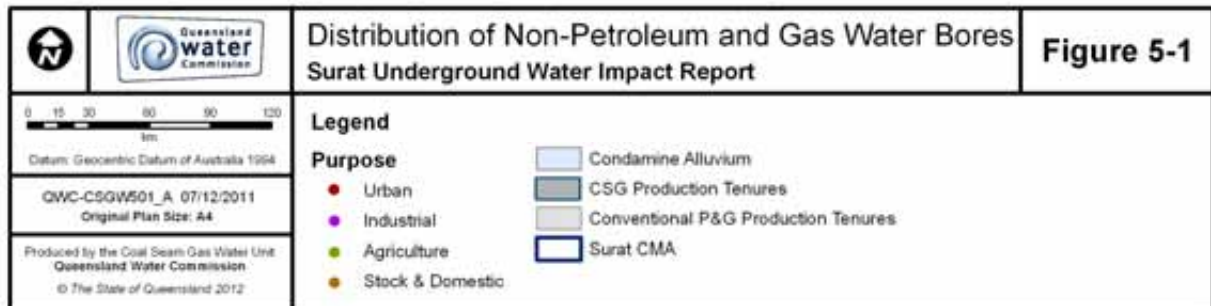 N
Queensland
water
Commission
Distribution of Non-Petroleum and Gas Water Bores
Surat Underground Water Impact Report
Figure 5-1
0 15 30 60 90 120
km
Datum: Geocentric Datum of Australia 1994
QWC-CSGW501_A 07/12/2011
Original Plan Size: A4
Produced by the Coal Seam Gas Water Unit
Queensland Water Commission
© The State of Queensland 2012
Legend
Purpose
Urban
Industrial
Agriculture
Stock & Domestic
Condamine Alluvium
CSG Production Tenures
Conventional P&G Production Tenures
Surat CMA